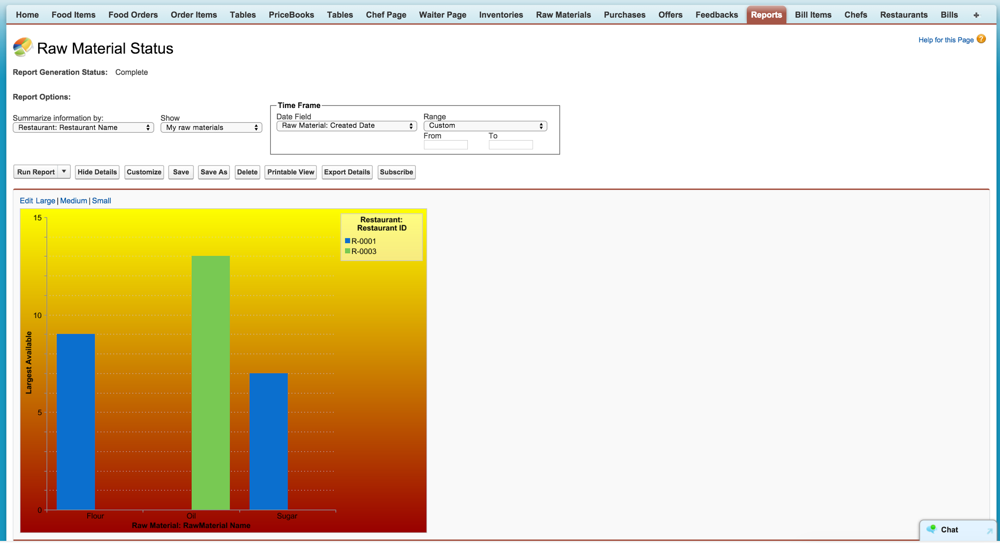 Home Food Items Food Orders Order Items Tables PriceBooks Tables Chef Page Waiter Page Inventories Raw Materials Purchases Offers Feedbacks Reports Bill Items Chefs Restaurants Bills +
Help for this Page ?
Raw Material Status
Report Generation Status: Complete
Report Options:
Summarize information by:
Restaurant: Restaurant Name
Show
My raw materials
Time Frame
Date Field
Raw Material: Created Date
Range
Custom
From To
Run Report Hide Details Customize Save Save As Delete Printable View Export Details Subscribe
Edit Large | Medium | Small
Restaurant:
Restaurant ID
R-0001
R-0003
15
10
5
0
Largest Available
Flour Oil Sugar
Raw Material: RawMaterial Name
Chat